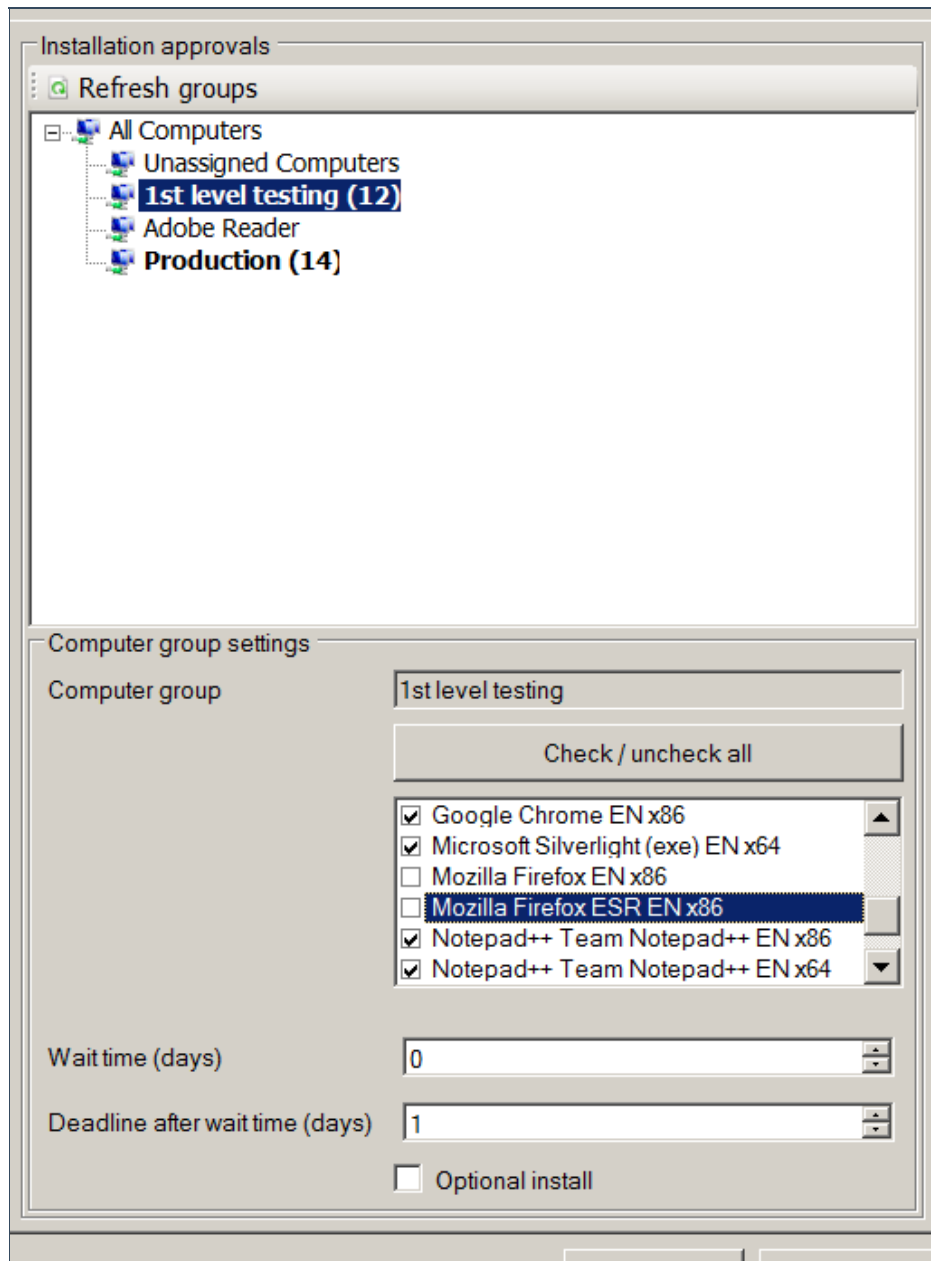 Installation approvals
Refresh groups
All Computers
Unassigned Computers
1st level testing (12)
Adobe Reader
Production (14)
Computer group settings
Computer group
1st level testing
Check / uncheck all
Google Chrome EN x86
Microsoft Silverlight (exe) EN x64
Mozilla Firefox EN x86
Mozilla Firefox ESR EN x86
Notepad++ Team Notepad++ EN x86
Notepad++ Team Notepad++ EN x64
Wait time (days)
0
Deadline after wait time (days)
1
Optional install